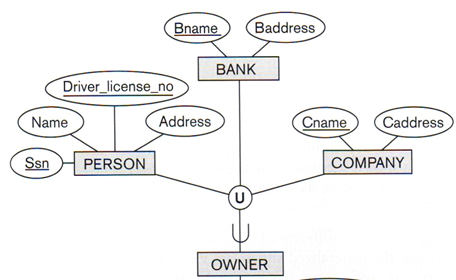 Bname
Baddress
BANK
Driver_license_no
Name
Address
Cname
Caddress
Ssn
PERSON
COMPANY
U
OWNER